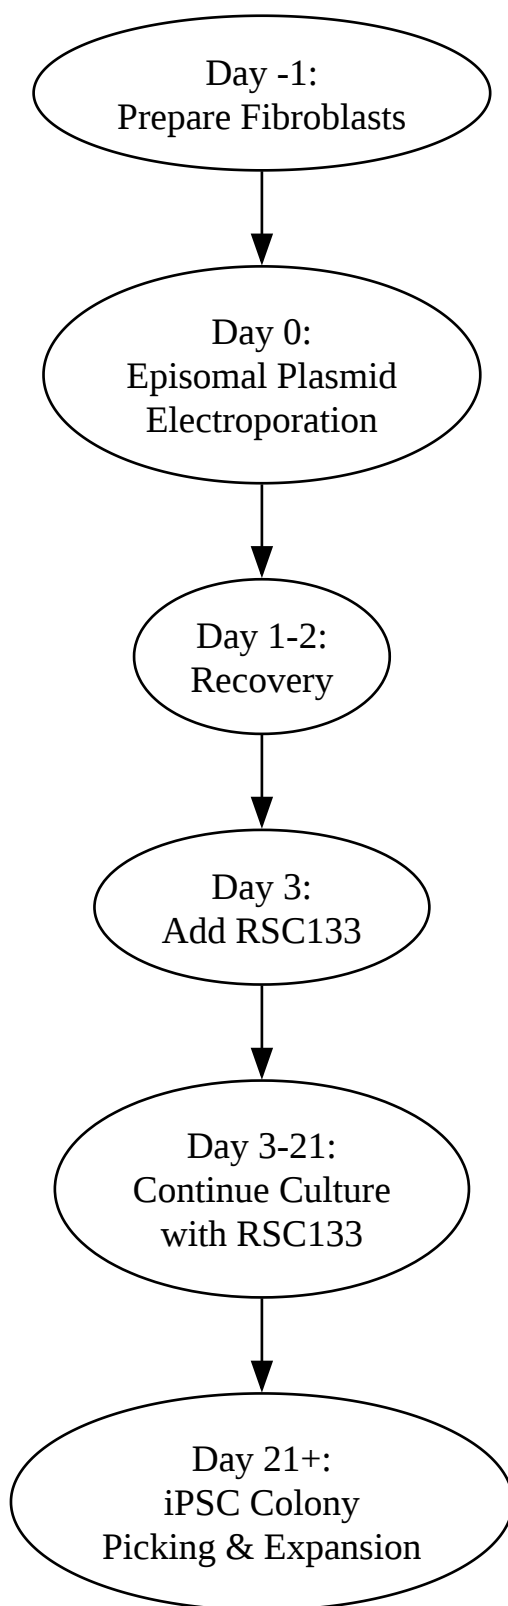 Day -1:
Prepare Fibroblasts
Day 0:
Episomal Plasmid
Electroporation
Day 1-2:
Recovery
Day 3:
Add RSC133
Day 3-21:
Continue Culture
with RSC133
Day 21+:
iPSC Colony
Picking & Expansion